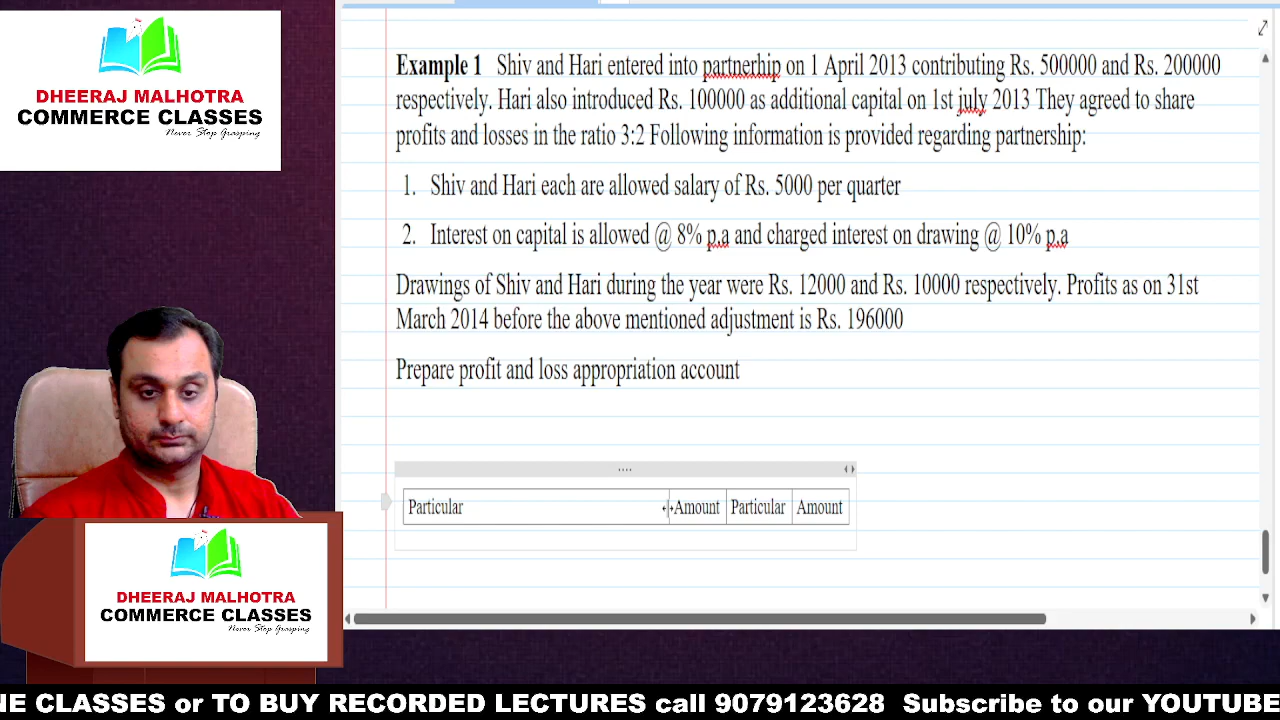 DHEERAJ MALHOTRA
COMMERCE CLASSES
Never Stop Grasping
Example 1 Shiv and Hari entered into partnerhip on 1 April 2013 contributing Rs. 500000 and Rs. 200000
respectively. Hari also introduced Rs. 100000 as additional capital on 1st july 2013 They agreed to share
profits and losses in the ratio 3:2 Following information is provided regarding partnership:
1. Shiv and Hari each are allowed salary of Rs. 5000 per quarter
2. Interest on capital is allowed @ 8% p.a and charged interest on drawing @ 10% p.a
Drawings of Shiv and Hari during the year were Rs. 12000 and Rs. 10000 respectively. Profits as on 31st
March 2014 before the above mentioned adjustment is Rs. 196000
Prepare profit and loss appropriation account
Particular Amount Particular Amount
DHEERAJ MALHOTRA
COMMERCE CLASSES
Never Stop Grasping
NE CLASSES or TO BUY RECORDED LECTURES call 9079123628 Subscribe to our YOUTUBE